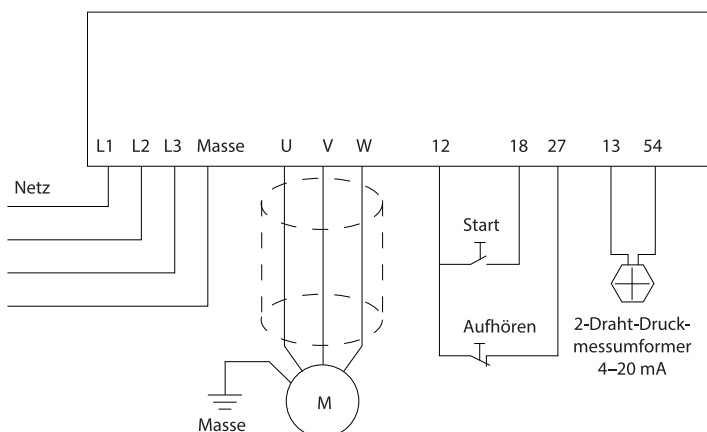 L1 L2 L3 Masse U V W 12 18 27 13 54
Netz
Start
Aufhören
2-Draht-Druck-
messumformer
4–20 mA
M
Masse